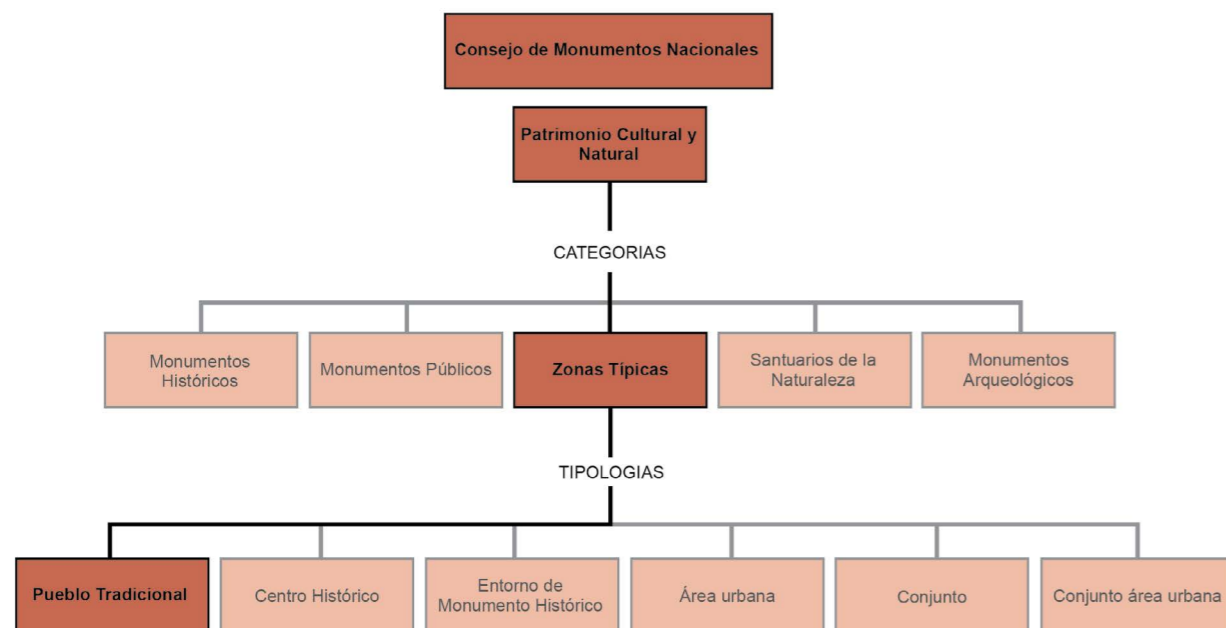 Consejo de Monumentos Nacionales
Patrimonio Cultural y
Natural
CATEGORIAS
Monumentos
Históricos
Monumentos Públicos
Zonas Típicas
Santuarios de la
Naturaleza
Monumentos
Arqueológicos
TIPOLOGIAS
Pueblo Tradicional
Centro Histórico
Entorno de
Monumento Histórico
Área urbana
Conjunto
Conjunto área urbana